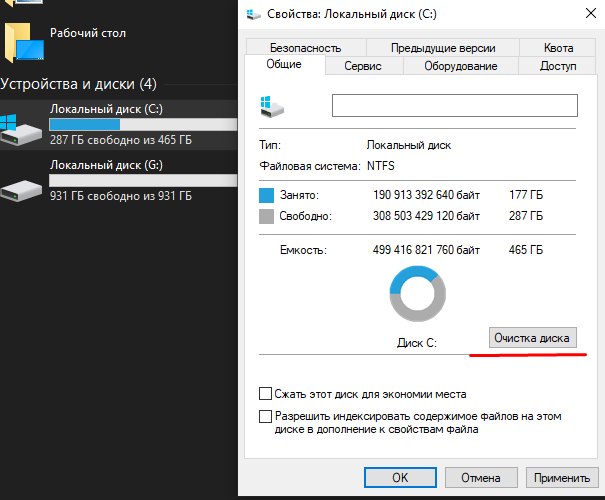 Рабочий стол
Устройства и диски (4)
Локальный диск (C:)
287 ГБ свободно из 465 ГБ
Локальный диск (G:)
931 ГБ свободно из 931 ГБ
Свойства: Локальный диск (C:)
Безопасность Предыдущие версии Квота
Общие Сервис Оборудование Доступ
Тип: Локальный диск
Файловая система: NTFS
Занято: 190 913 392 640 байт 177 ГБ
Свободно: 308 503 429 120 байт 287 ГБ
Емкость: 499 416 821 760 байт 465 ГБ
Диск C: Очистка диска
Сжать этот диск для экономии места
Разрешить индексировать содержимое файлов на этом
диске в дополнение к свойствам файла
OK Отмена Применить